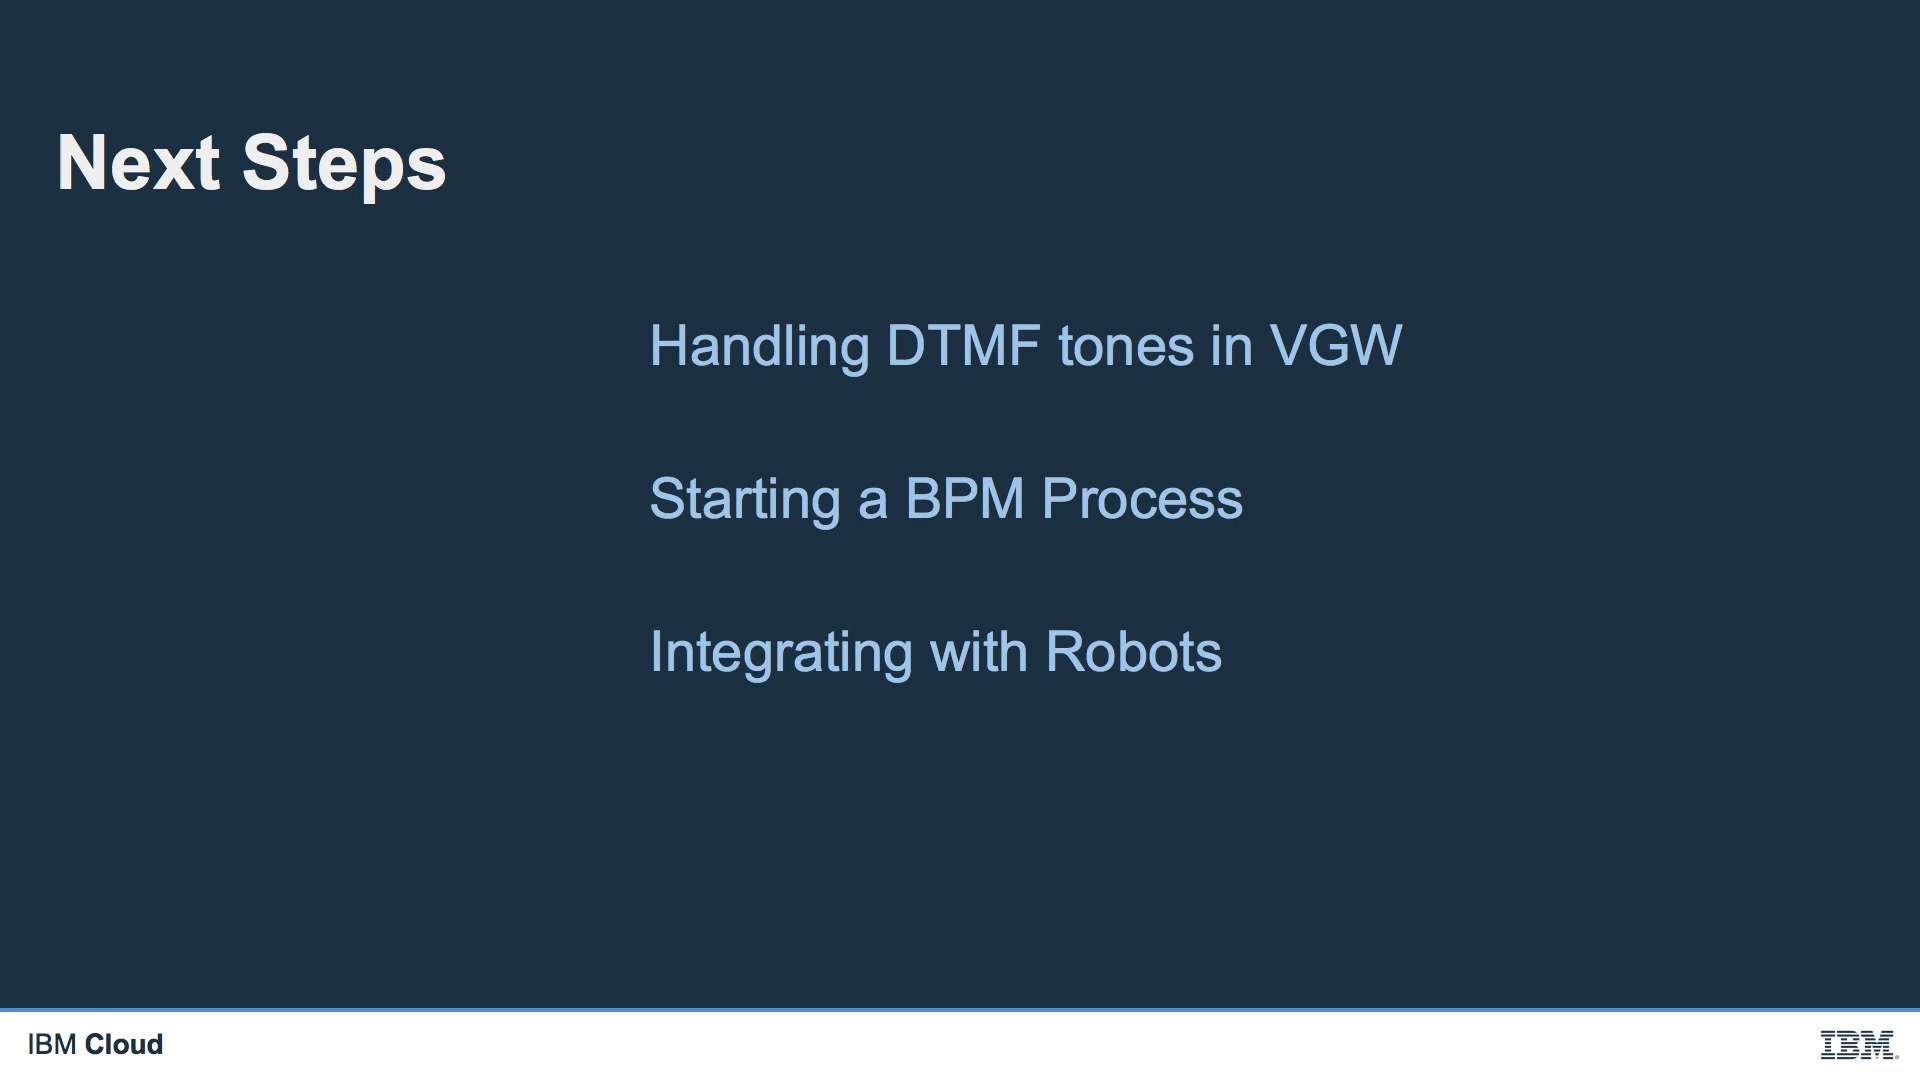 Next Steps
Handling DTMF tones in VGW
Starting a BPM Process
Integrating with Robots
IBM Cloud
IBM